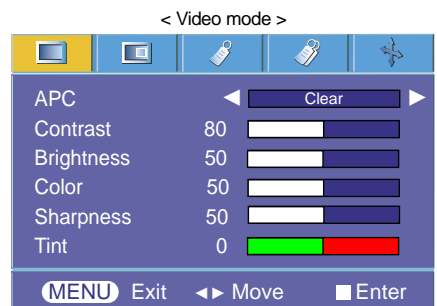 < Video mode >
APC ◀ Clear ▶
Contrast 80
Brightness 50
Color 50
Sharpness 50
Tint 0
MENU Exit ◄► Move Enter